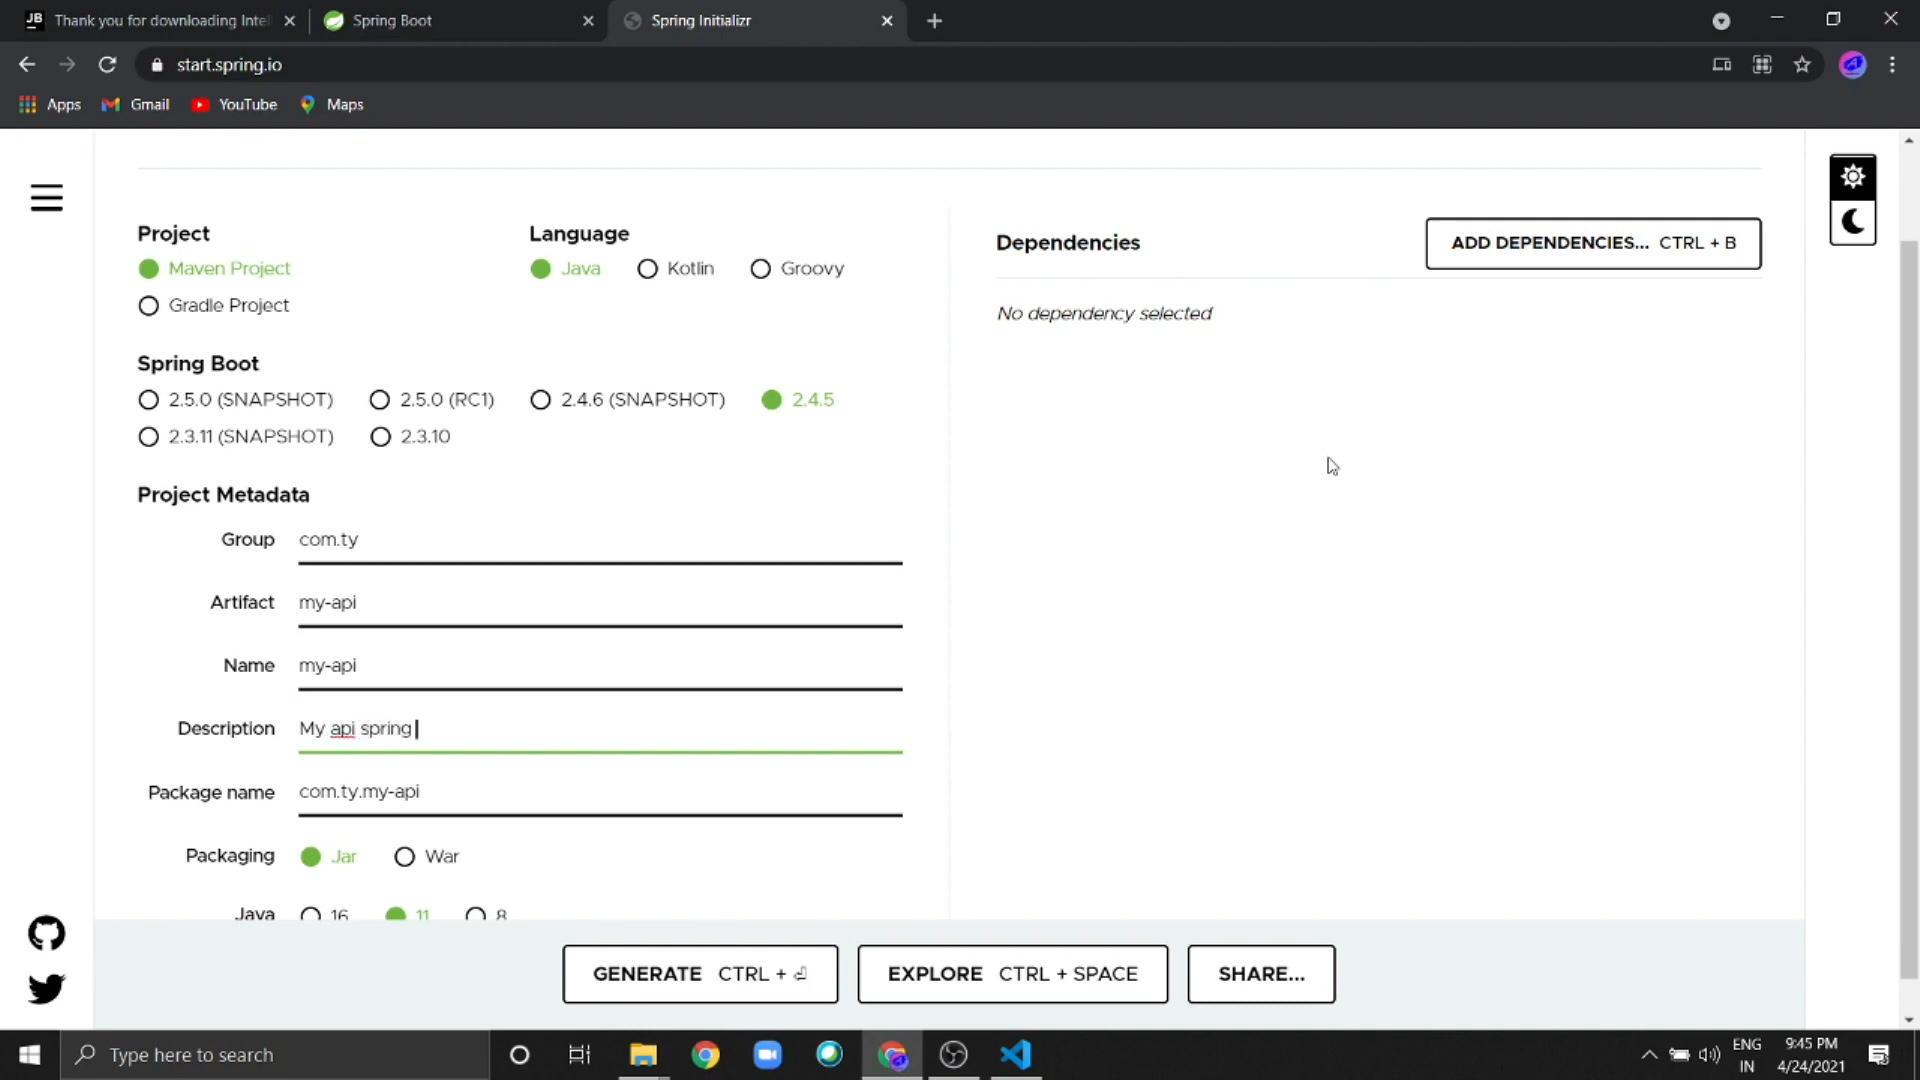 JB Thank you for downloading Intel
Spring Boot
Spring Initializr
start.spring.io
Apps
Gmail
YouTube
Maps
Project
Language
Maven Project
Java
Kotlin
Groovy
Gradle Project
Dependencies
ADD DEPENDENCIES... CTRL + B
No dependency selected
Spring Boot
2.5.0 (SNAPSHOT)
2.5.0 (RC1)
2.4.6 (SNAPSHOT)
2.4.5
2.3.11 (SNAPSHOT)
2.3.10
Project Metadata
Group com.ty
Artifact my-api
Name my-api
Description My api spring
Package name com.ty.my-api
Packaging Jar War
Java 16 11 8
GENERATE CTRL + ⏎
EXPLORE CTRL + SPACE
SHARE...
Type here to search
ENG
IN
9:45 PM
4/24/2021